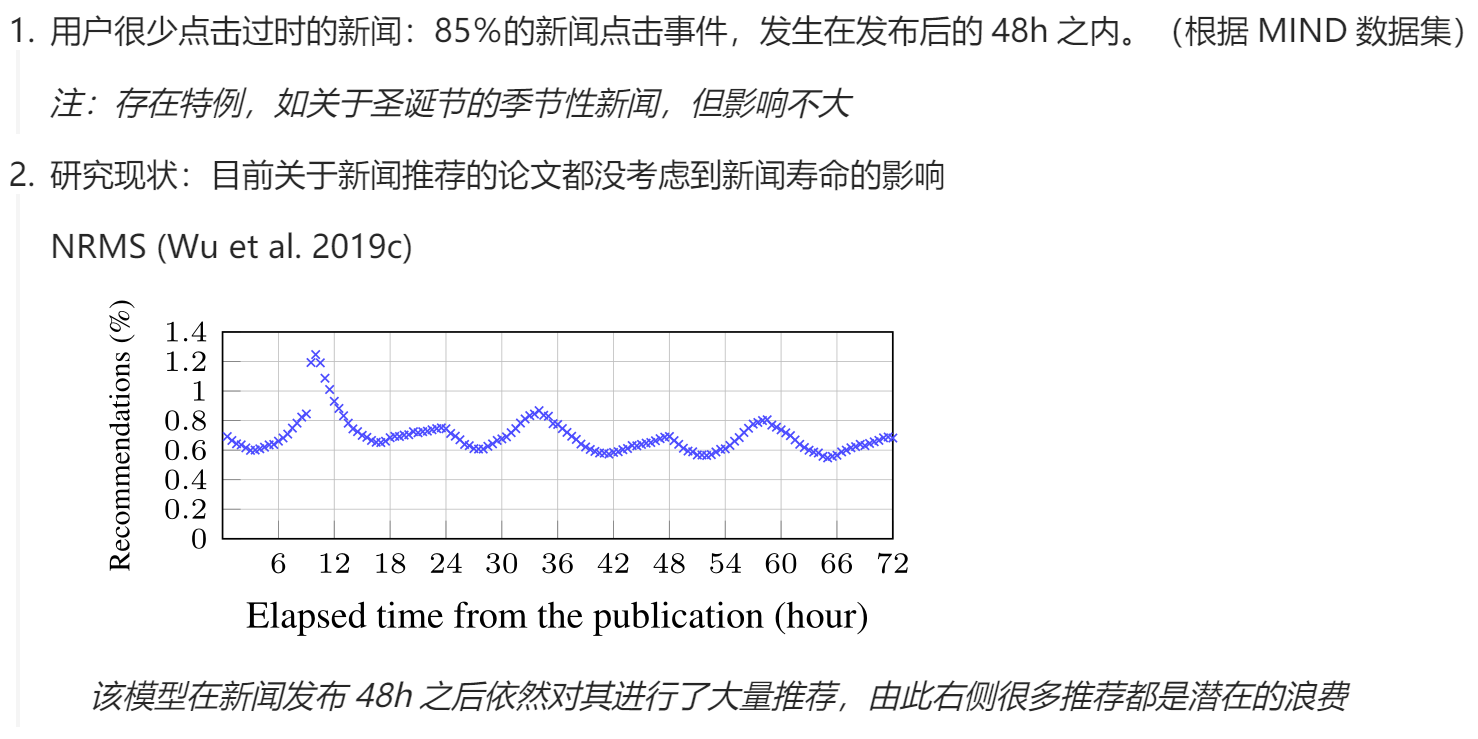 1. 用户很少点击过时的新闻：85%的新闻点击事件，发生在发布后的 48h 之内。（根据 MIND 数据集）
注：存在特例，如关于圣诞节的季节性新闻，但影响不大
2. 研究现状：目前关于新闻推荐的论文都没考虑到新闻寿命的影响
NRMS (Wu et al. 2019c)
Recommendations (%)
1.4
1.2
1
0.8
0.6
0.4
0.2
0
6 12 18 24 30 36 42 48 54 60 66 72
Elapsed time from the publication (hour)
该模型在新闻发布 48h 之后依然对其进行了大量推荐，由此右侧很多推荐都是潜在的浪费